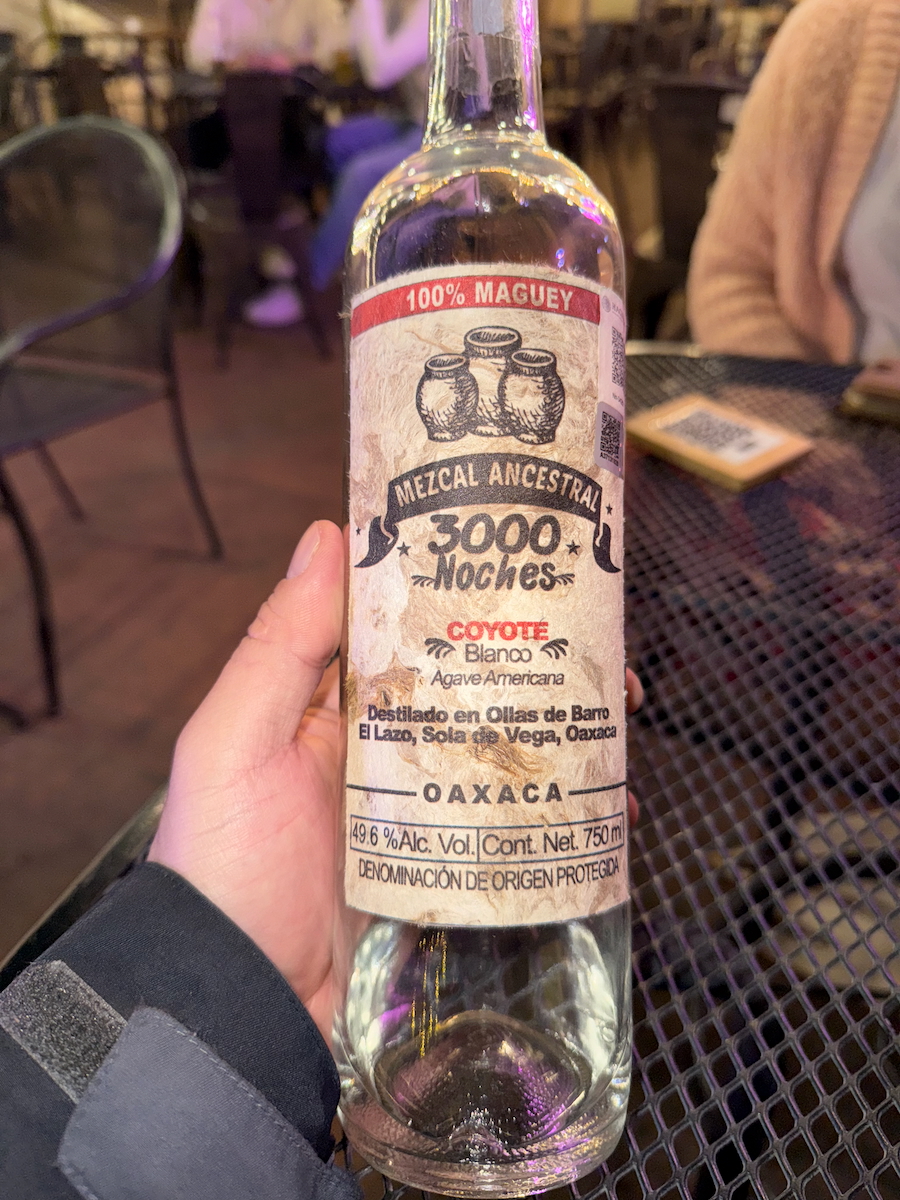 100% MAGUEY
MEZCAL ANCESTRAL
3000
Noches
COYOTE
Blanco
Agave Americana
Destilado en Ollas de Barro
El Lazo, Sola de Vega, Oaxaca
OAXACA
49.6 %Alc. Vol. Cont. Net. 750 ml
DENOMINACIÓN DE ORIGEN PROTEGIDA